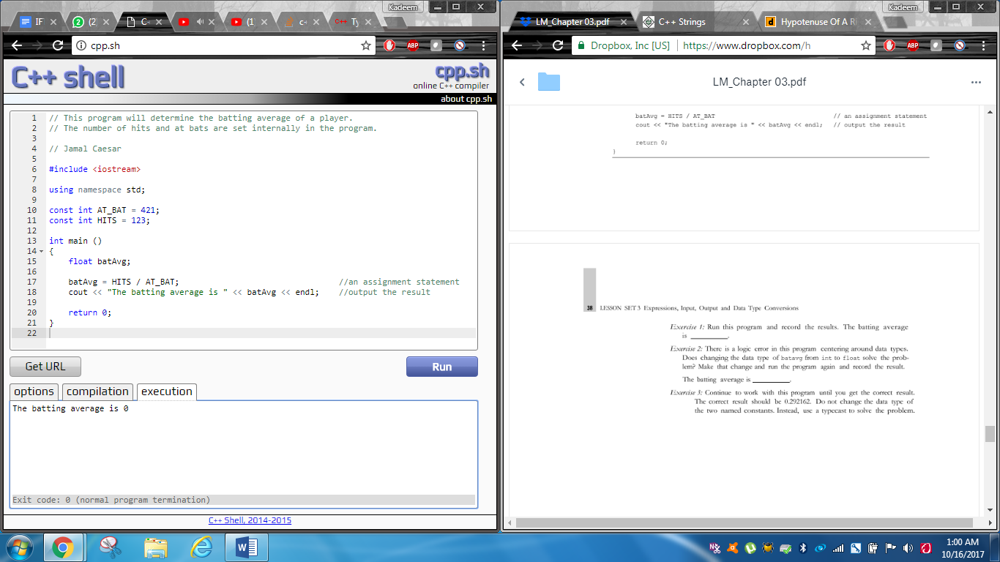 Kadeem
IF
(2)
C-
(1
c-
C++ Ty
cpp.sh
C++ shell
cpp.sh
online C++ compiler
about cpp.sh
1 // This program will determine the batting average of a player.
2 // The number of hits and at bats are set internally in the program.
3
4 // Jamal Caesar
5
6 #include <iostream>
7
8 using namespace std;
9
10 const int AT_BAT = 421;
11 const int HITS = 123;
12
13 int main ()
14 {
15 float batAvg;
16
17 batAvg = HITS / AT_BAT; //an assignment statement
18 cout << "The batting average is " << batAvg << endl; //output the result
19
20 return 0;
21 }
22
Get URL
Run
options compilation execution
The batting average is 0
Exit code: 0 (normal program termination)
C++ Shell, 2014-2015
Kadeem
LM_Chapter 03.pdf
C++ Strings
Hypotenuse Of A Ri
Dropbox, Inc [US] https://www.dropbox.com/h
LM_Chapter 03.pdf
batAvg = HITS / AT_BAT // an assignment statement
cout << "The batting average is " << batAvg << endl; // output the result
return 0;
}
38 LESSON SET 3 Expressions, Input, Output and Data Type Conversions
Exercise 1: Run this program and record the results. The batting average
is ________.
Exercise 2: There is a logic error in this program centering around data types.
Does changing the data type of batavg from int to float solve the prob-
lem? Make that change and run the program again and record the result.
The batting average is ________.
Exercise 3: Continue to work with this program until you get the correct result.
The correct result should be 0.292162. Do not change the data type of
the two named constants. Instead, use a typecast to solve the problem.
1:00 AM
10/16/2017